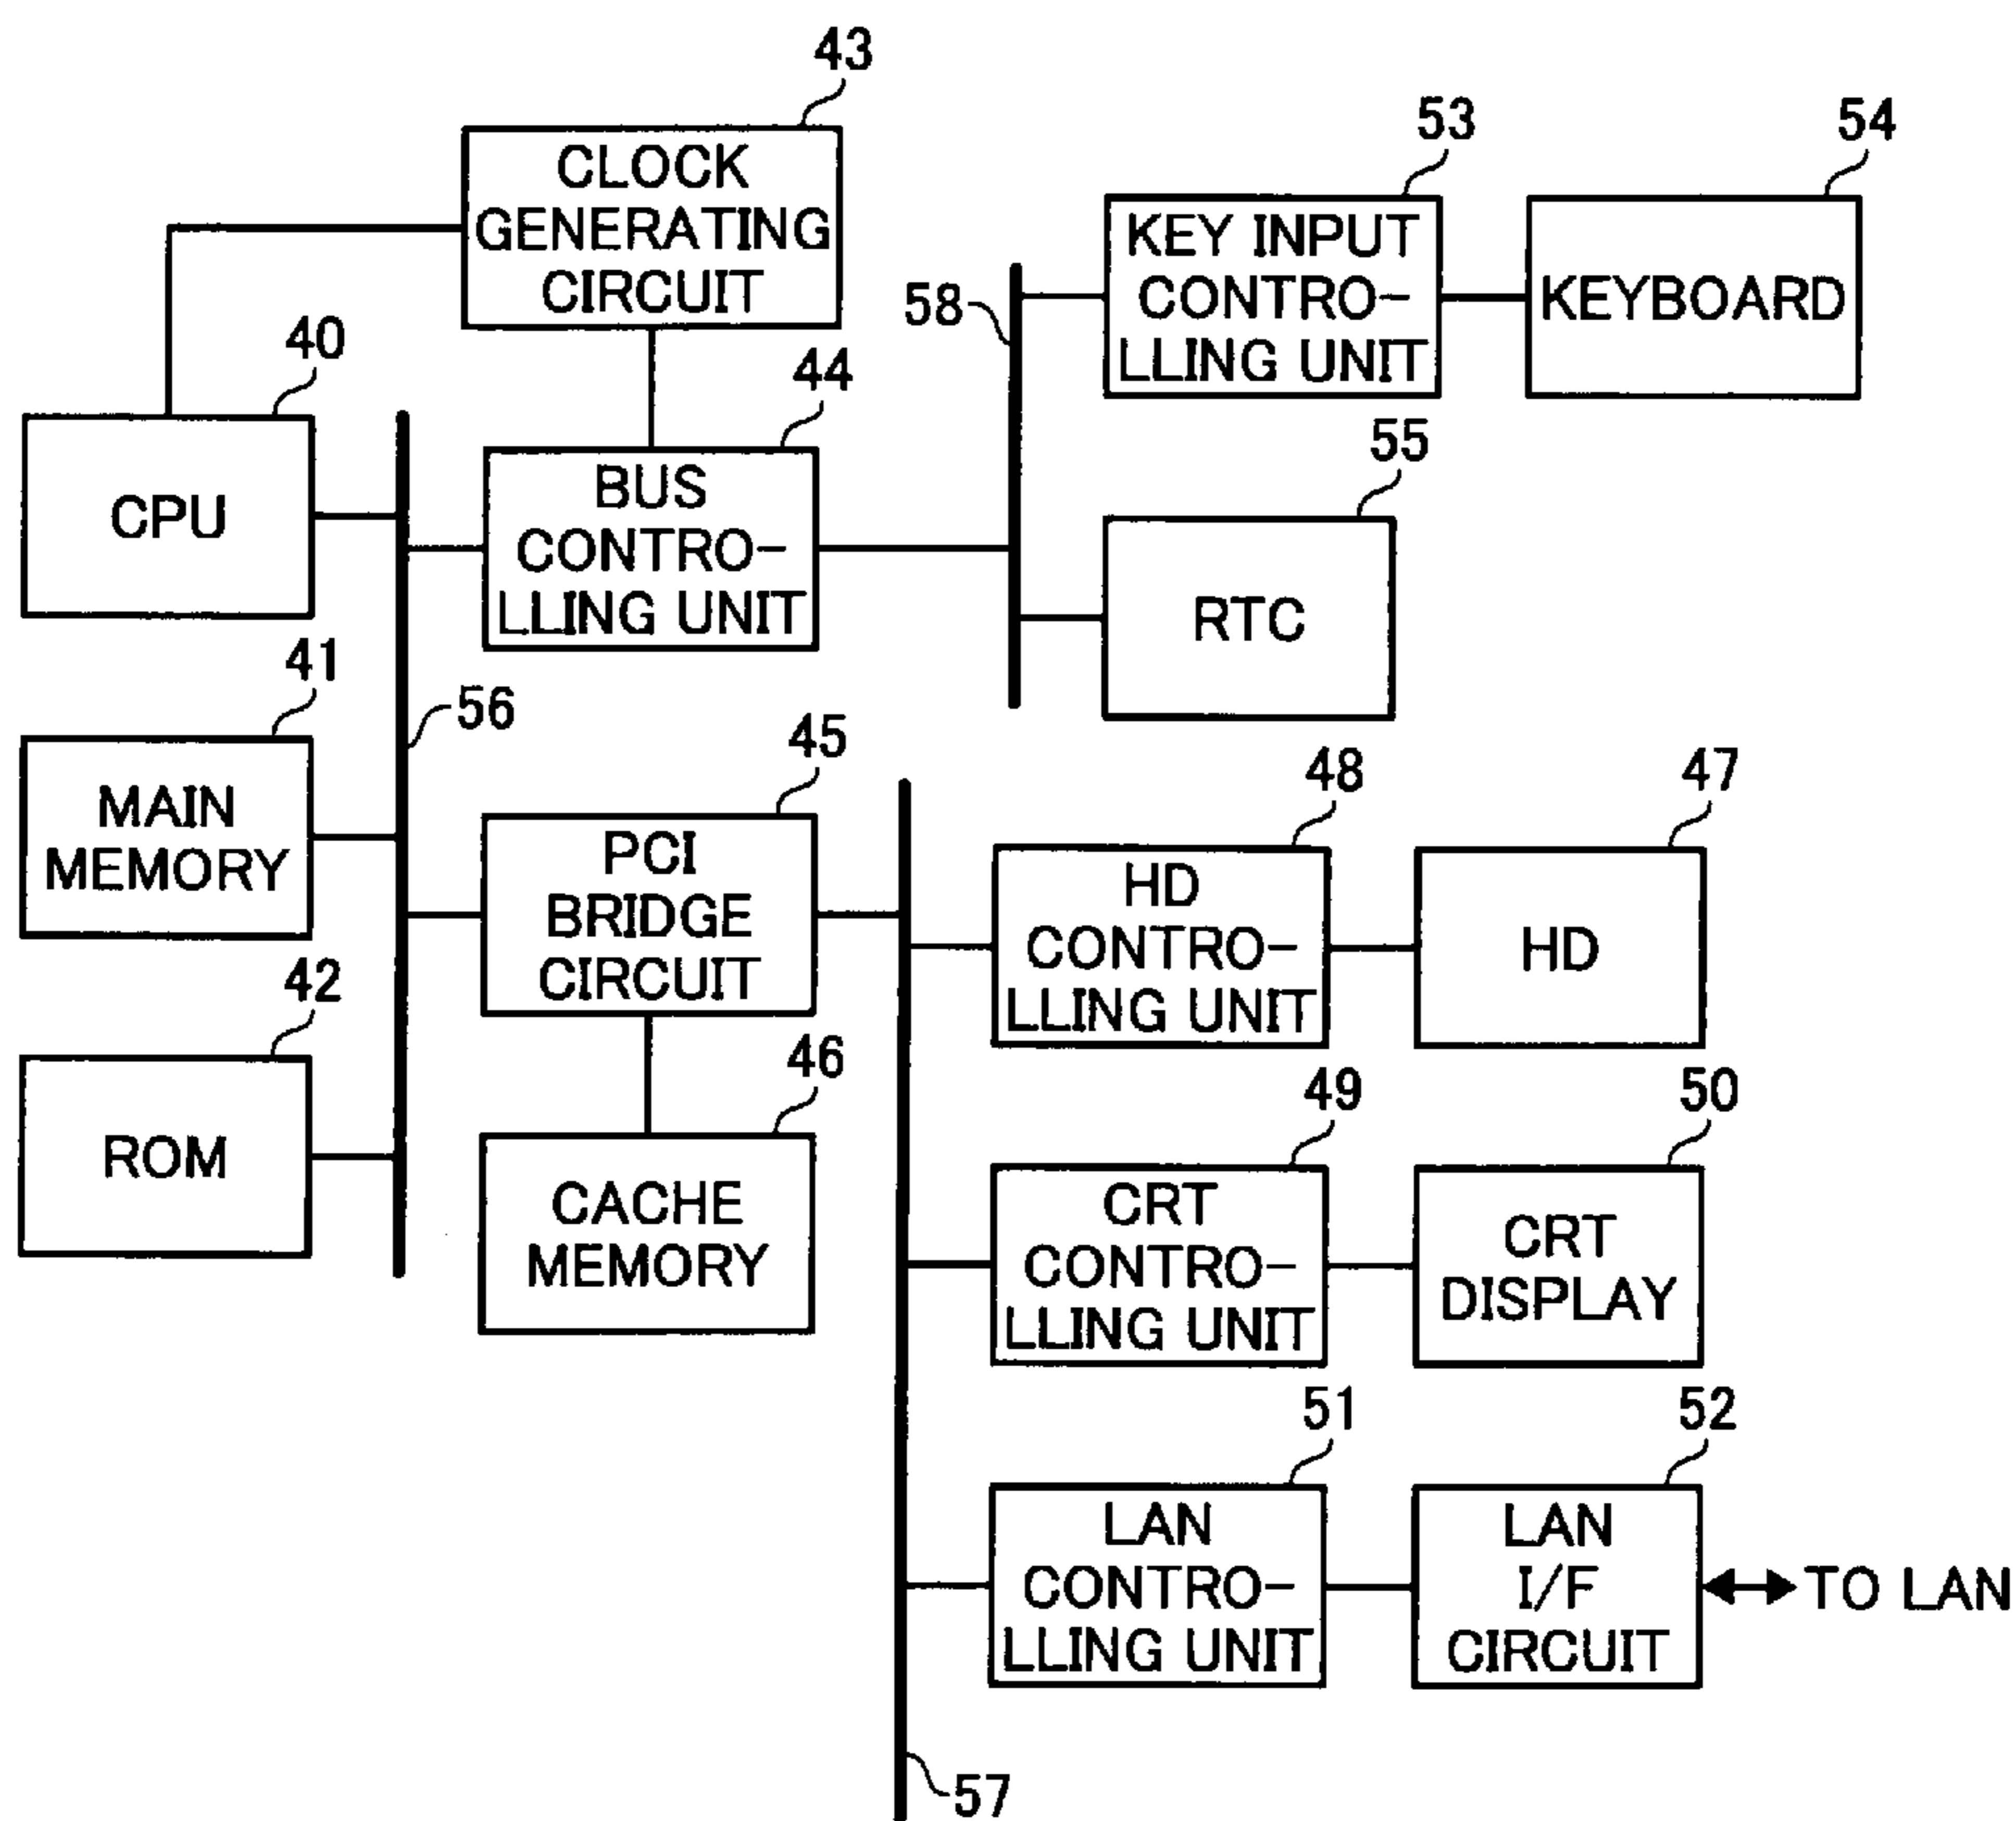 43
CLOCK
GENERATING
CIRCUIT
53
KEY INPUT
CONTRO-
LLING UNIT
54
KEYBOARD
58
40
CPU
44
BUS
CONTRO-
LLING UNIT
55
RTC
41
MAIN
MEMORY
56
45
PCI
BRIDGE
CIRCUIT
48
HD
CONTRO-
LLING UNIT
47
HD
42
ROM
46
CACHE
MEMORY
49
CRT
CONTRO-
LLING UNIT
50
CRT
DISPLAY
51
LAN
CONTRO-
LLING UNIT
52
LAN
I/F
CIRCUIT
TO LAN
57